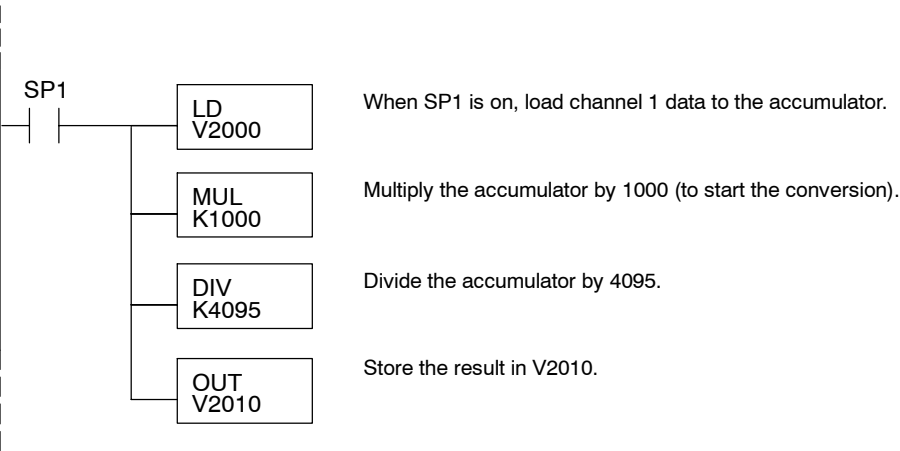 SP1
LD
V2000
When SP1 is on, load channel 1 data to the accumulator.
MUL
K1000
Multiply the accumulator by 1000 (to start the conversion).
DIV
K4095
Divide the accumulator by 4095.
OUT
V2010
Store the result in V2010.